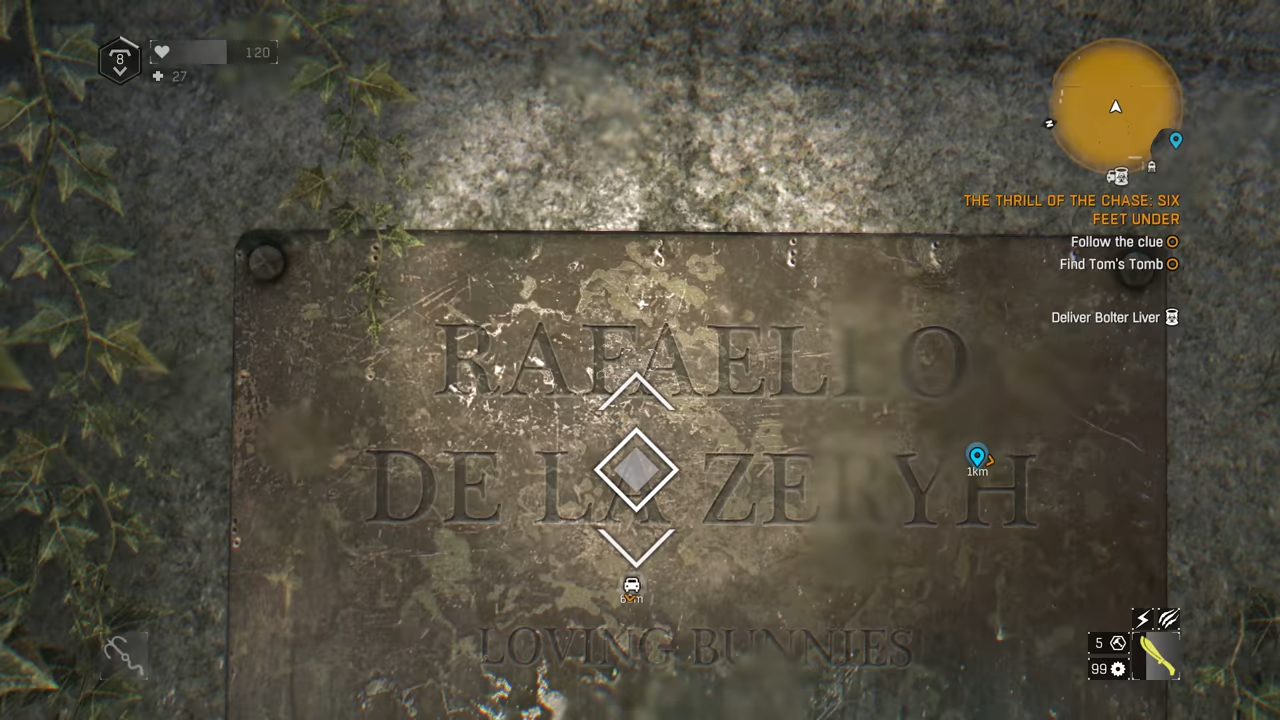 8
120
27
THE THRILL OF THE CHASE: SIX
FEET UNDER
Follow the clue
Find Tom's Tomb
Deliver Bolter Liver
RAFAELLO
DE LA ZERYH
1km
LOVING BUNNIES
5
99